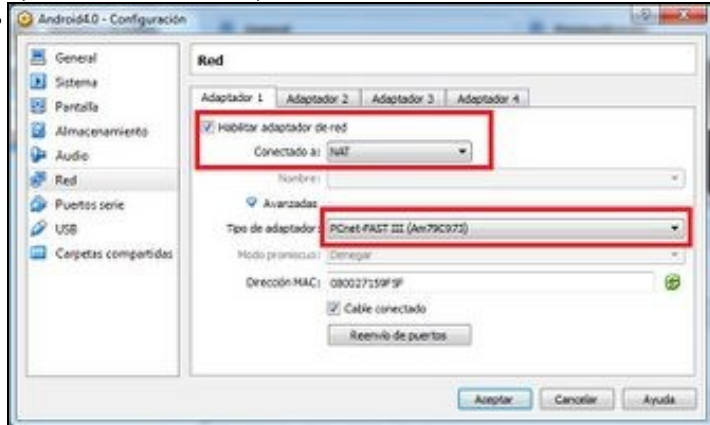 Android4.0 - Configuración
General
Sistema
Pantalla
Almacenamiento
Audio
Red
Puertos serie
USB
Carpetas compartidas
Red
Adaptador 1 Adaptador 2 Adaptador 3 Adaptador 4
Habilitar adaptador de red
Conectado a: NAT
Nombre:
Avanzadas
Tipo de adaptador: PCnet-FAST III (Am79C973)
Modo promiscuo: Denegar
Dirección MAC: 080027159F9F
Cable conectado
Reenvío de puertos
Aceptar Cancelar Ayuda